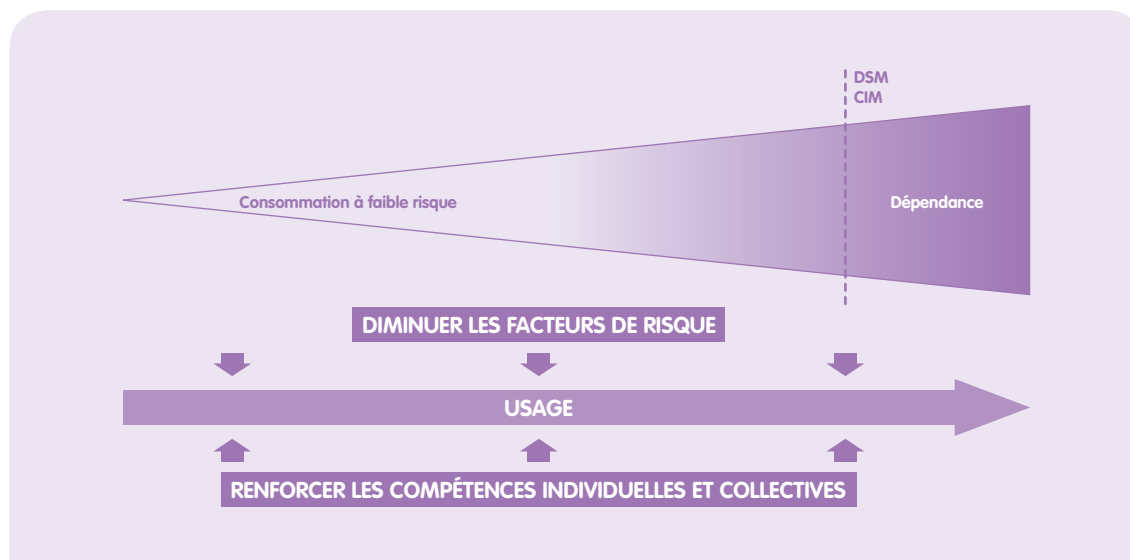 DSM
CIM
Consommation à faible risque
Dépendance
DIMINUER LES FACTEURS DE RISQUE
USAGE
RENFORCER LES COMPÉTENCES INDIVIDUELLES ET COLLECTIVES